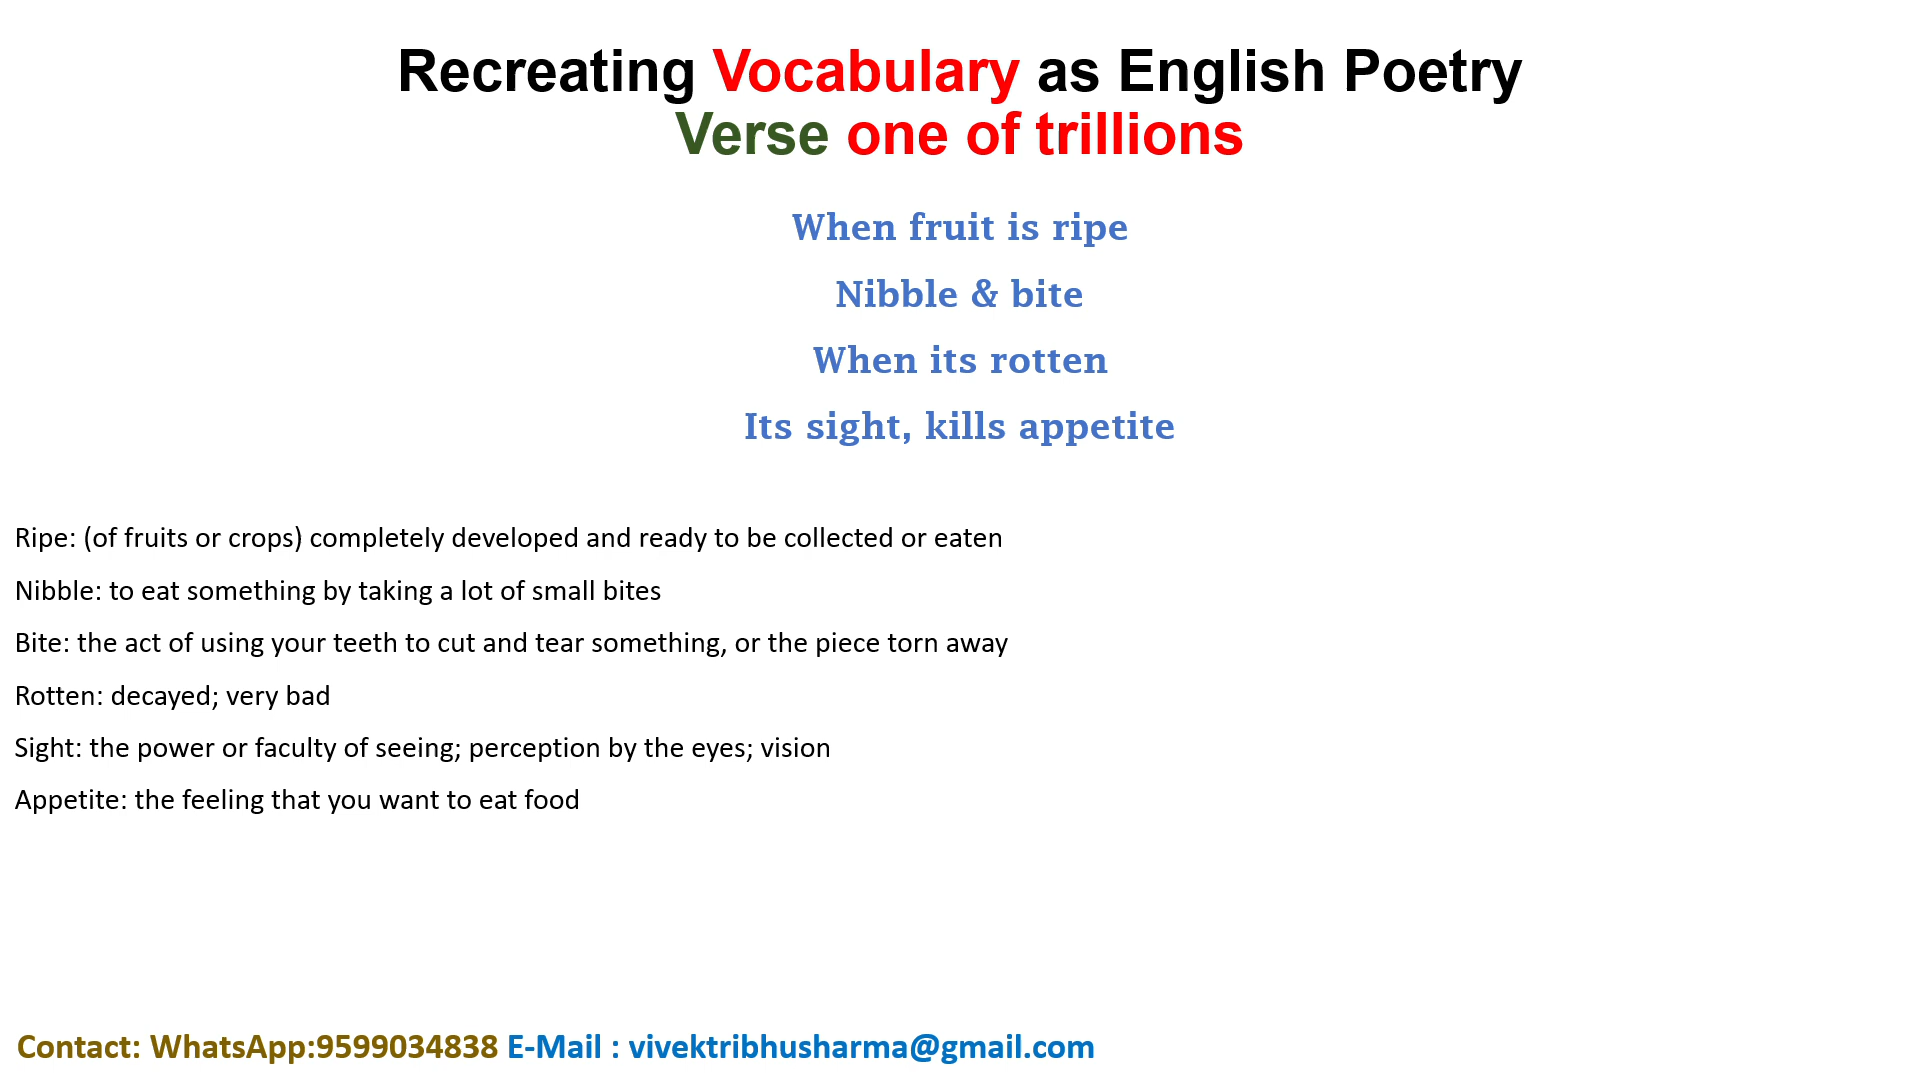 Recreating Vocabulary as English Poetry
Verse one of trillions
When fruit is ripe
Nibble & bite
When its rotten
Its sight, kills appetite
Ripe: (of fruits or crops) completely developed and ready to be collected or eaten
Nibble: to eat something by taking a lot of small bites
Bite: the act of using your teeth to cut and tear something, or the piece torn away
Rotten: decayed; very bad
Sight: the power or faculty of seeing; perception by the eyes; vision
Appetite: the feeling that you want to eat food
Contact: WhatsApp:9599034838 E-Mail : vivektribhusharma@gmail.com